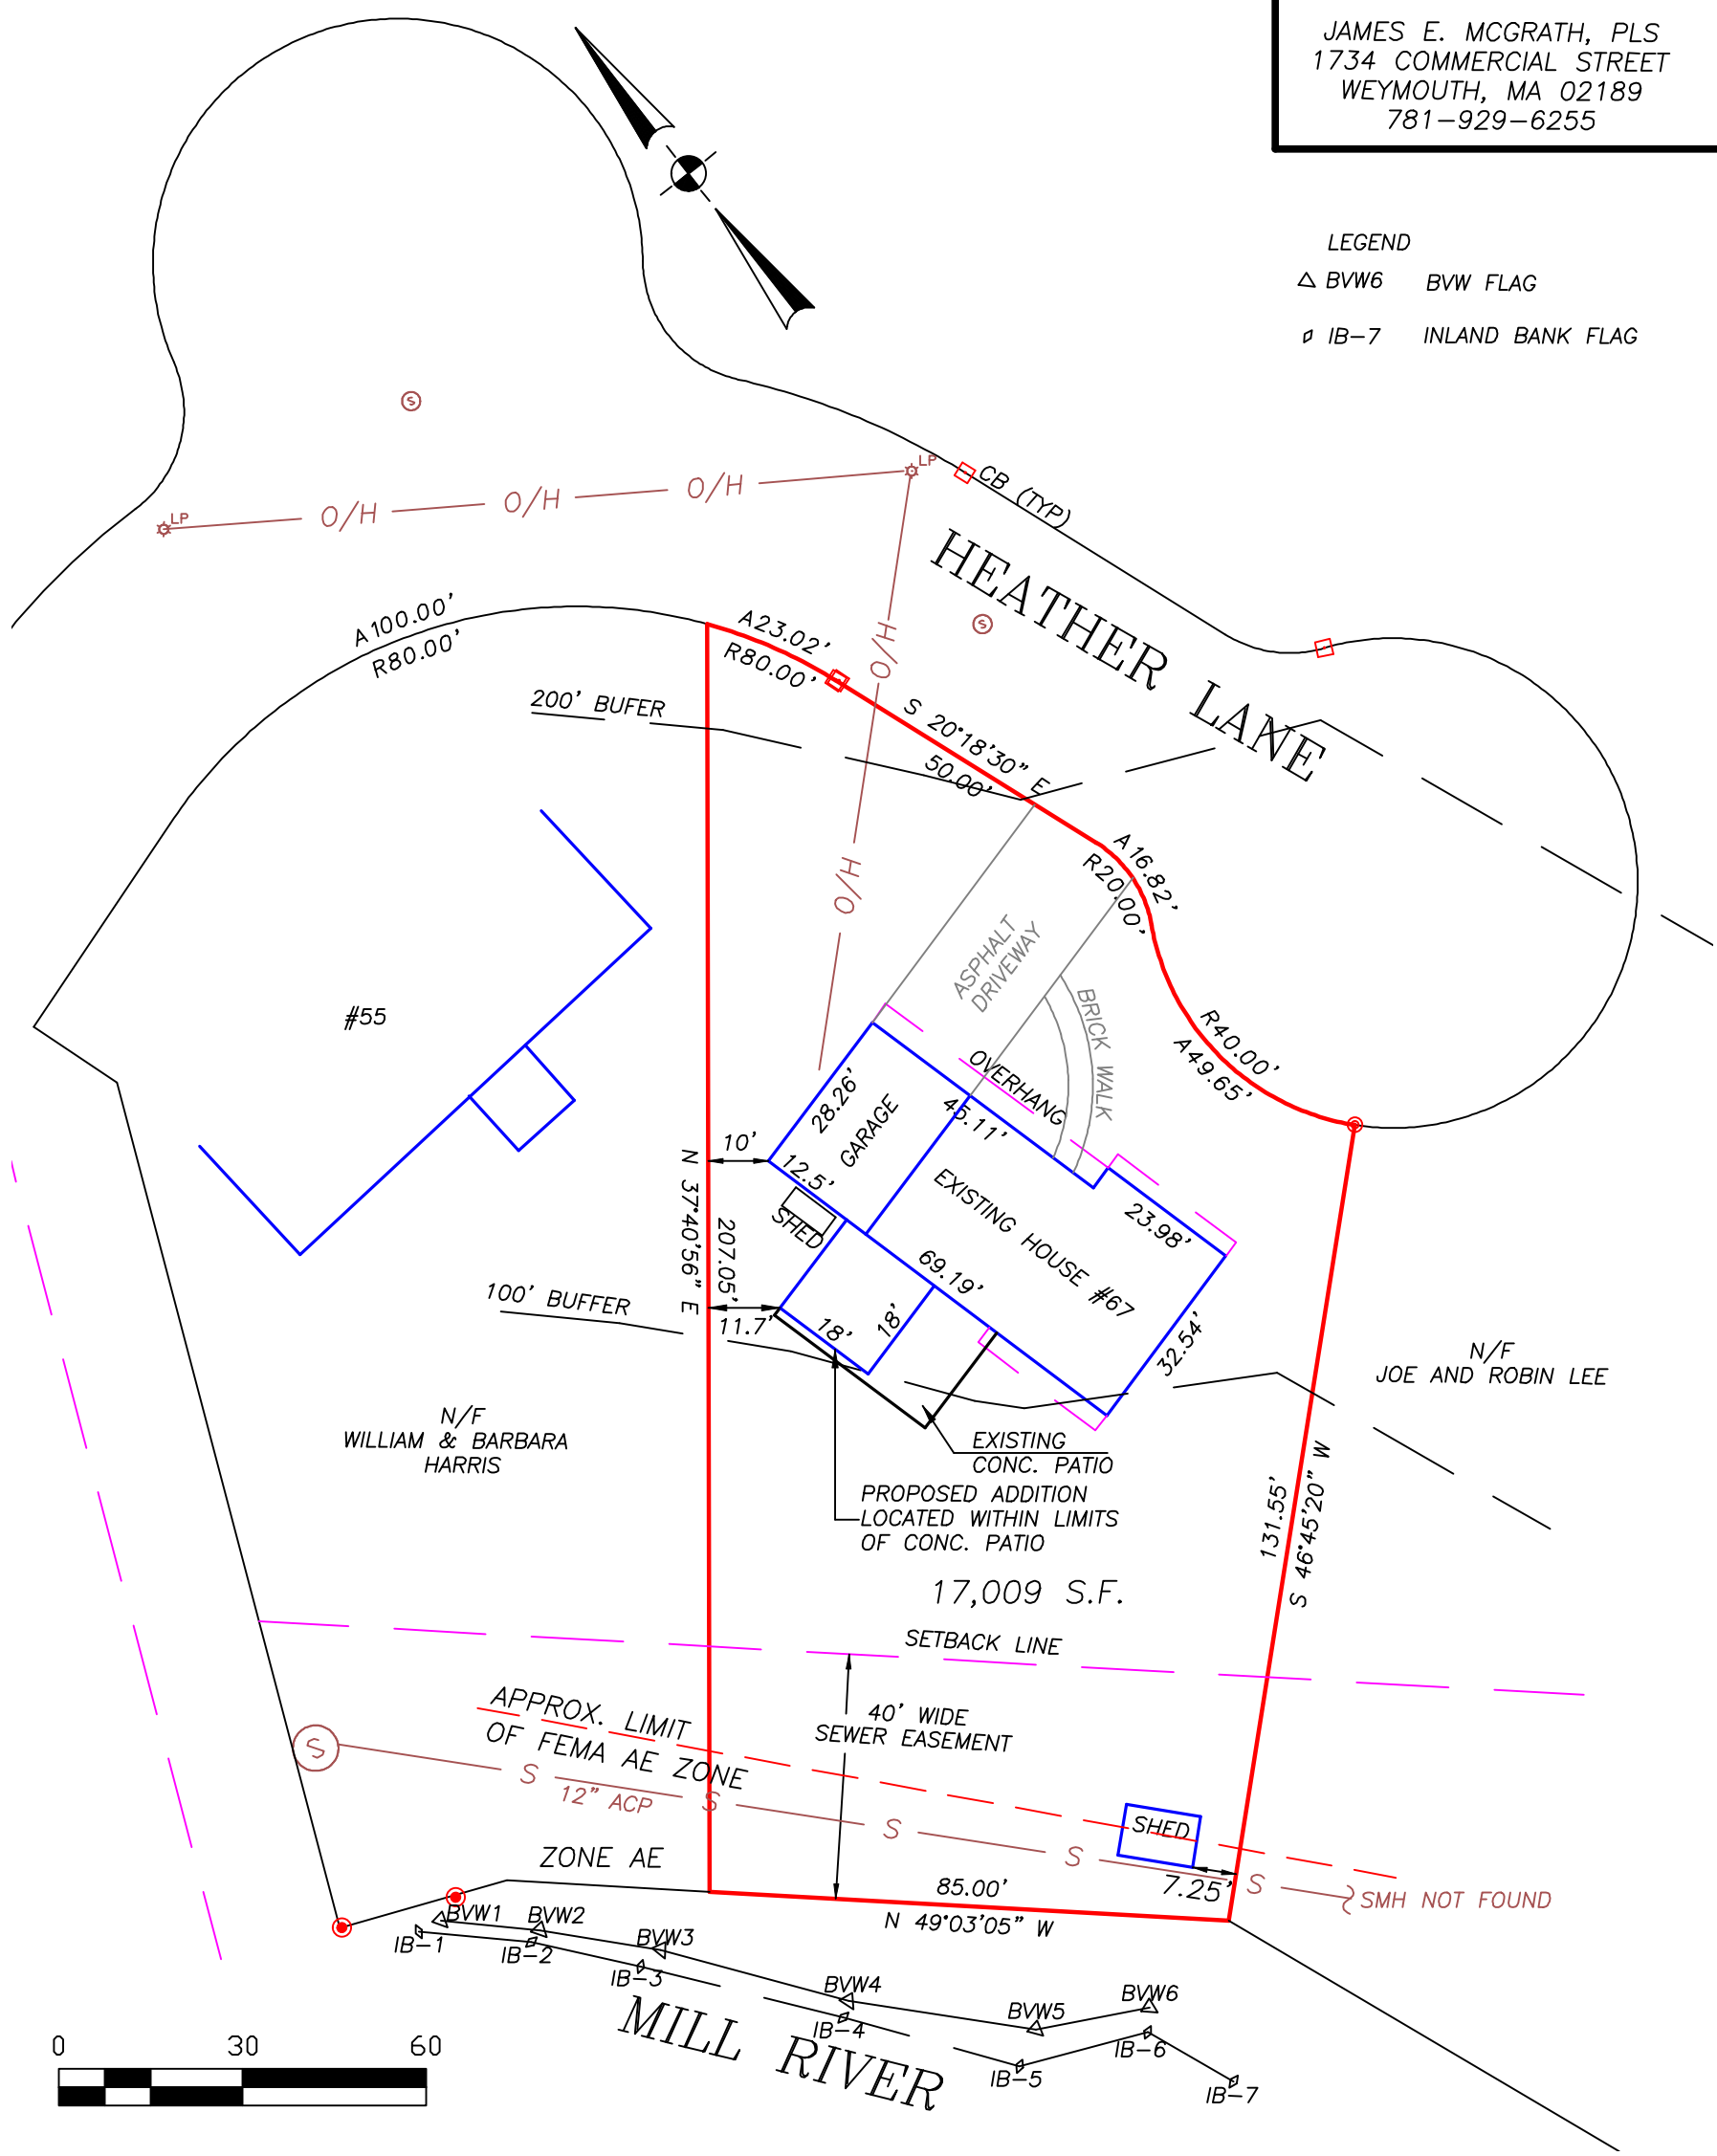 JAMES E. MCGRATH, PLS
1734 COMMERCIAL STREET
WEYMOUTH, MA 02189
781-929-6255
LEGEND
BVW6 BVW FLAG
IB-7 INLAND BANK FLAG
S
LP
LP
O/H O/H O/H
CB (TYP)
HEATHER LANE
S
A100.00'
R80.00'
A23.02'
R80.00'
O/H
200' BUFER
S 20°18'30" E
50.00'
A16.82'
R20.00'
O/H
ASPHALT
DRIVEWAY
BRICK WALK
R40.00'
A49.65'
#55
OVERHANG
45.11'
28.26'
GARAGE
10'
12.5'
SHED
EXISTING HOUSE #67
23.98'
N 37°40'56" E
207.05'
69.19'
100' BUFFER
11.7'
18'
18'
32.54'
N/F
JOE AND ROBIN LEE
N/F
WILLIAM & BARBARA
HARRIS
EXISTING
CONC. PATIO
PROPOSED ADDITION
LOCATED WITHIN LIMITS
OF CONC. PATIO
131.55'
S 46°45'20" W
17,009 S.F.
SETBACK LINE
40' WIDE
SEWER EASEMENT
APPROX. LIMIT
OF FEMA AE ZONE
S
S S S S S
12" ACP
SHED
7.25'
SMH NOT FOUND
ZONE AE
85.00'
N 49°03'05" W
BVW1 BVW2 BVW3 BVW4 BVW5 BVW6
IB-1 IB-2 IB-3 IB-4 IB-5 IB-6 IB-7
MILL RIVER
0 30 60